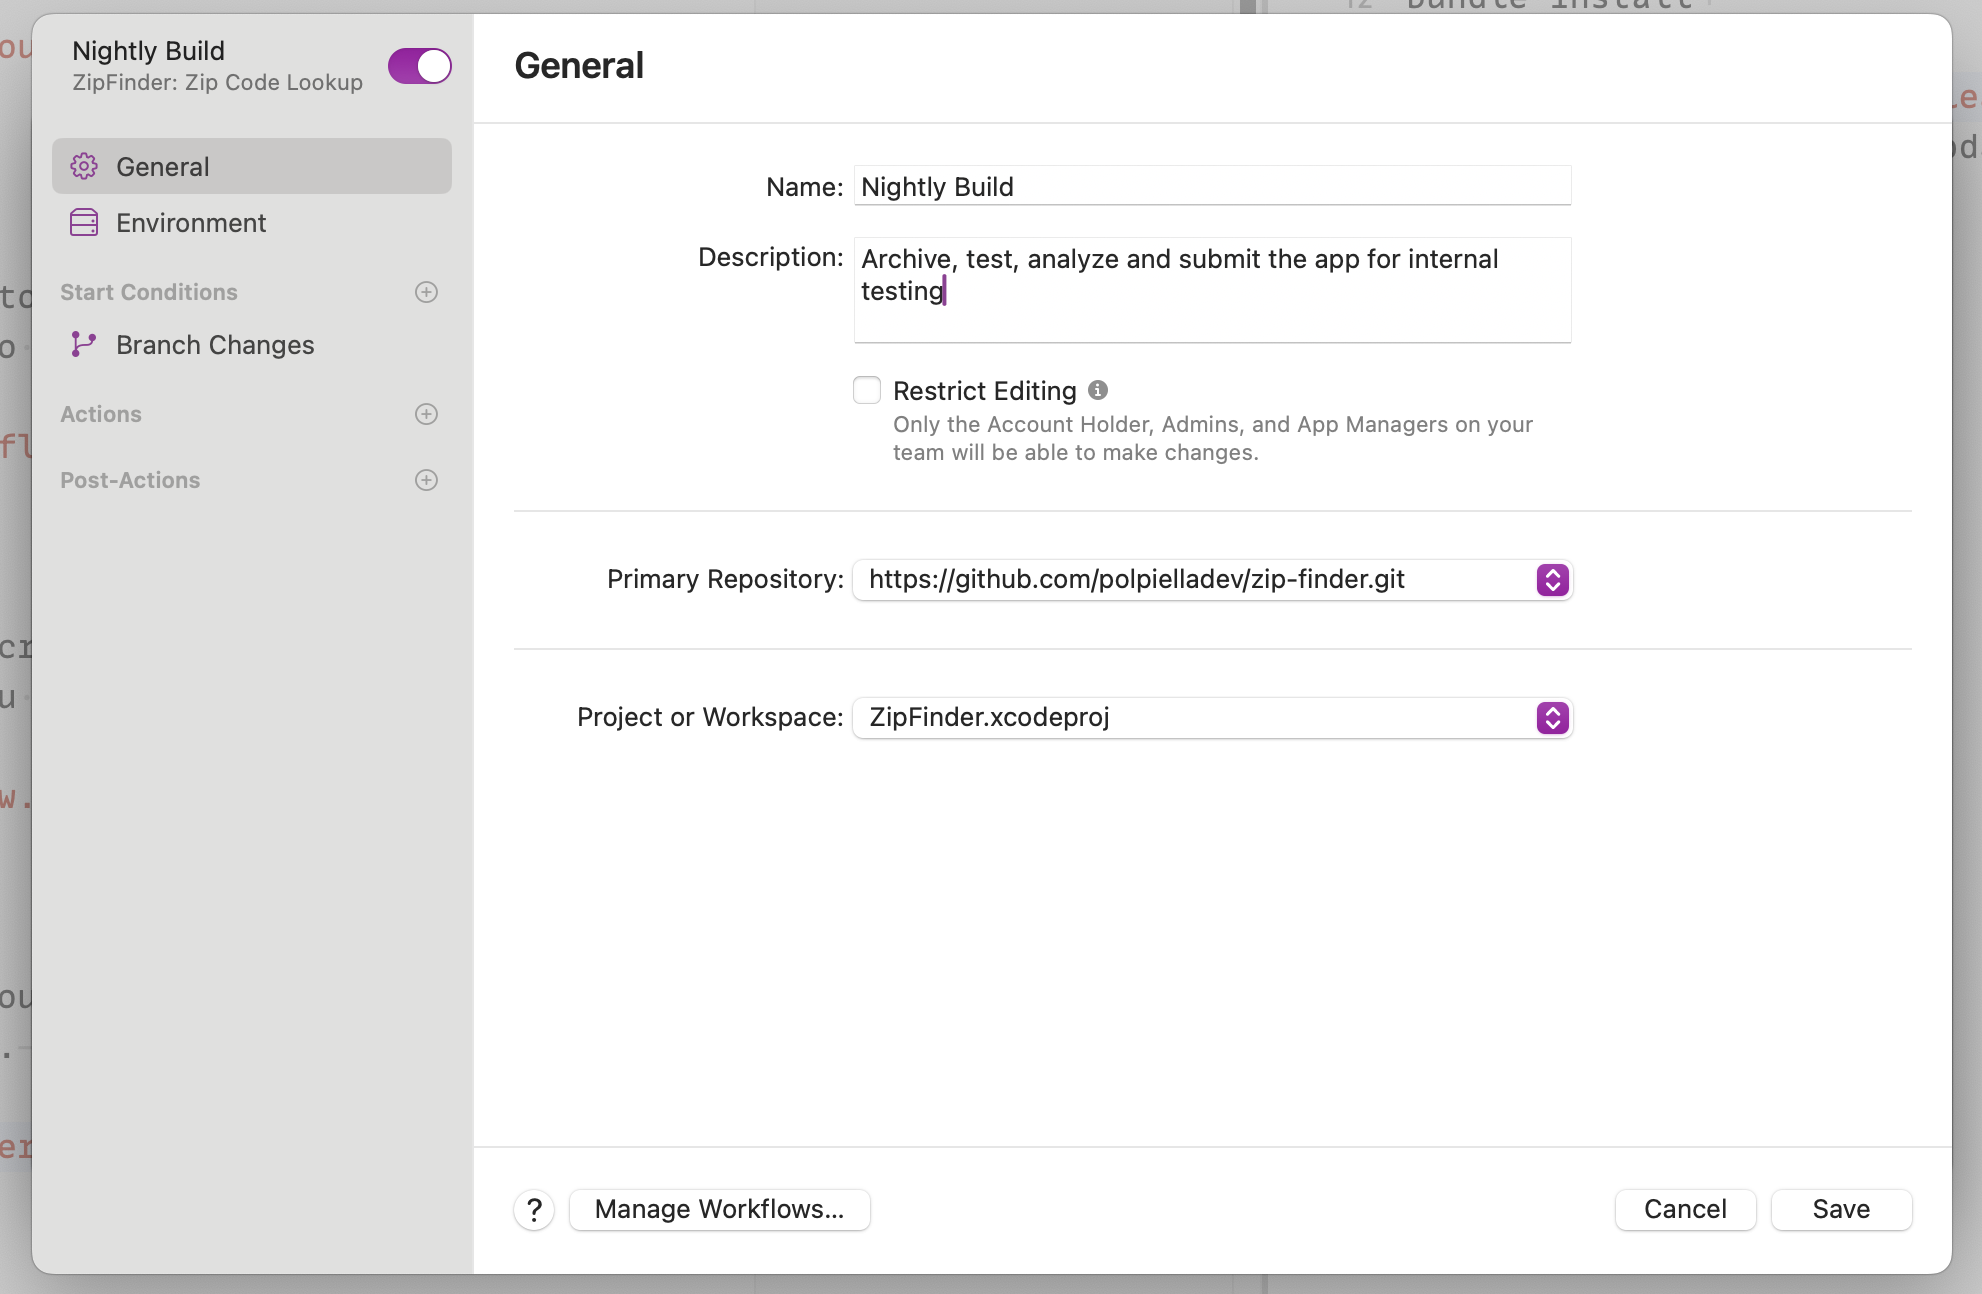 Nightly Build
ZipFinder: Zip Code Lookup
General
Environment
Start Conditions
Branch Changes
Actions
Post-Actions
General
Name: Nightly Build
Description: Archive, test, analyze and submit the app for internal
testing
Restrict Editing
Only the Account Holder, Admins, and App Managers on your
team will be able to make changes.
Primary Repository: https://github.com/polpielladev/zip-finder.git
Project or Workspace: ZipFinder.xcodeproj
? Manage Workflows... Cancel Save
12 bundle install